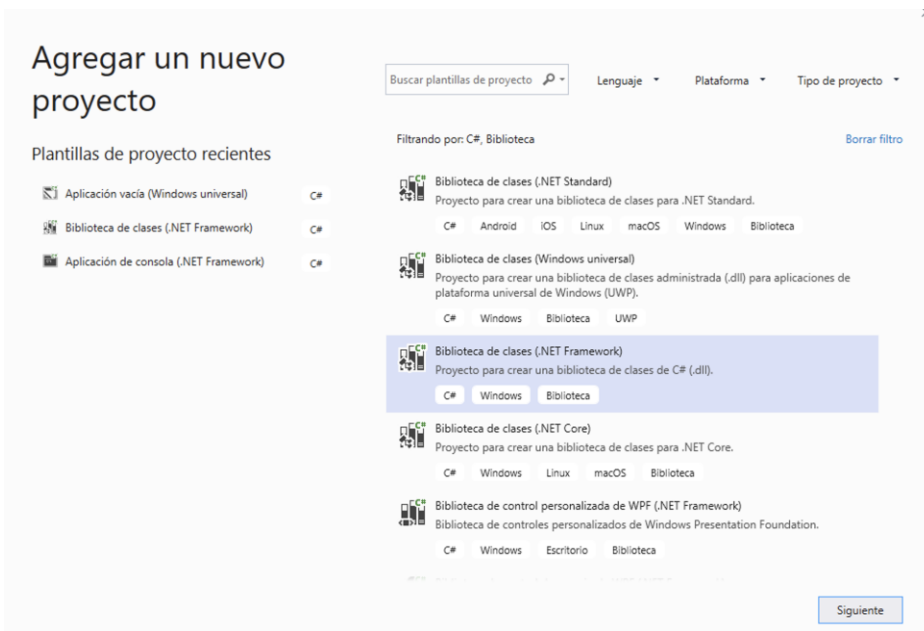 Agregar un nuevo
proyecto
Plantillas de proyecto recientes
Aplicación vacía (Windows universal) C#
Biblioteca de clases (.NET Framework) C#
Aplicación de consola (.NET Framework) C#
Buscar plantillas de proyecto Lenguaje Plataforma Tipo de proyecto
Filtrando por: C#, Biblioteca Borrar filtro
Biblioteca de clases (.NET Standard)
Proyecto para crear una biblioteca de clases para .NET Standard.
C# Android iOS Linux macOS Windows Biblioteca
Biblioteca de clases (Windows universal)
Proyecto para crear una biblioteca de clases administrada (.dll) para aplicaciones de
plataforma universal de Windows (UWP).
C# Windows Biblioteca UWP
Biblioteca de clases (.NET Framework)
Proyecto para crear una biblioteca de clases de C# (.dll).
C# Windows Biblioteca
Biblioteca de clases (.NET Core)
Proyecto para crear una biblioteca de clases para .NET Core.
C# Windows Linux macOS Biblioteca
Biblioteca de control personalizada de WPF (.NET Framework)
Biblioteca de controles personalizados de Windows Presentation Foundation.
C# Windows Escritorio Biblioteca
Siguiente